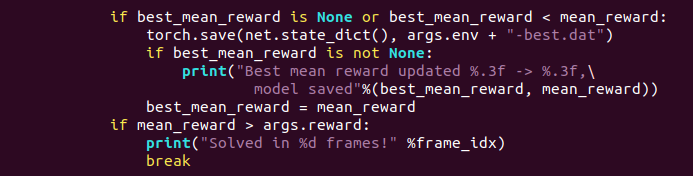 if best_mean_reward is None or best_mean_reward < mean_reward:
torch.save(net.state_dict(), args.env + "-best.dat")
if best_mean_reward is not None:
print("Best mean reward updated %.3f -> %.3f,\
model saved"%(best_mean_reward, mean_reward))
best_mean_reward = mean_reward
if mean_reward > args.reward:
print("Solved in %d frames!" %frame_idx)
break